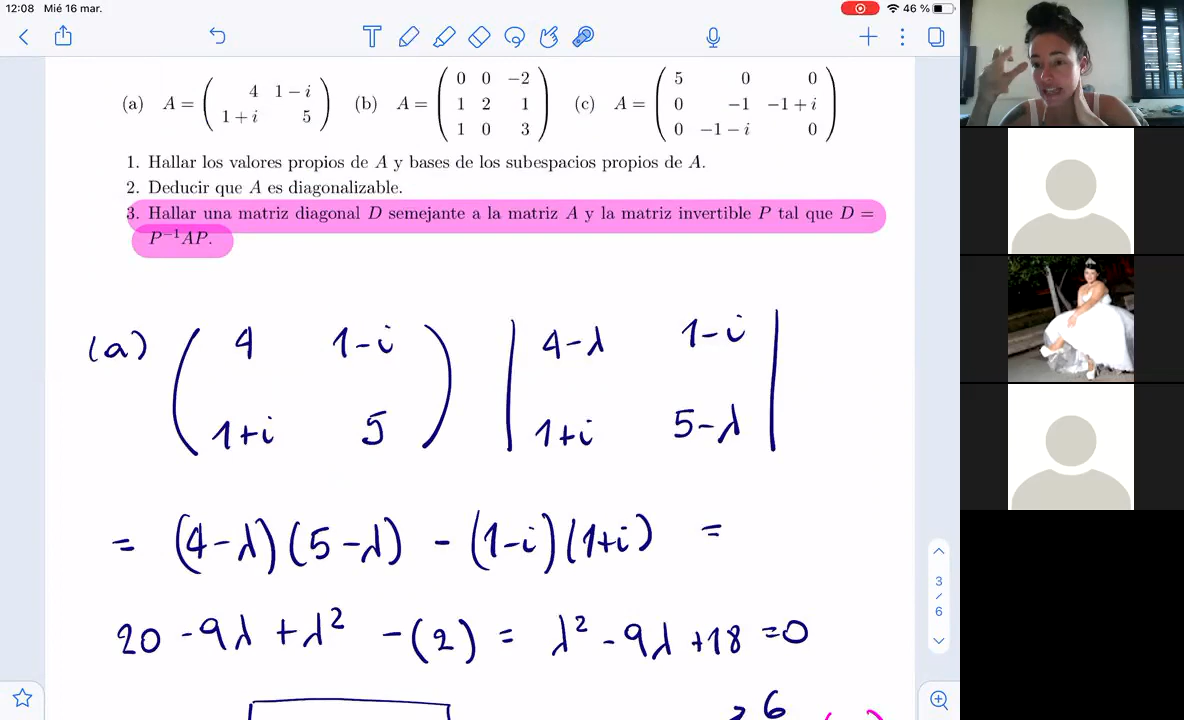 12:08 Mié 16 mar. 46 %
(a) A = ( 4 1 − i (b) A = ( 0 0 −2 (c) A = ( 5 0 0
1 + i 5 ) 1 2 1 0 −1 −1 + i
1 0 3 ) 0 −1 − i 0 )
1. Hallar los valores propios de A y bases de los subespacios propios de A.
2. Deducir que A es diagonalizable.
3. Hallar una matriz diagonal D semejante a la matriz A y la matriz invertible P tal que D =
P⁻¹AP.
(a) ( 4 1-i ) | 4-λ 1-i |
1+i 5 1+i 5-λ
= (4-λ)(5-λ) - (1-i)(1+i) =
20 -9λ +λ² -(2) = λ² -9λ +18 =0
6
3
/
6